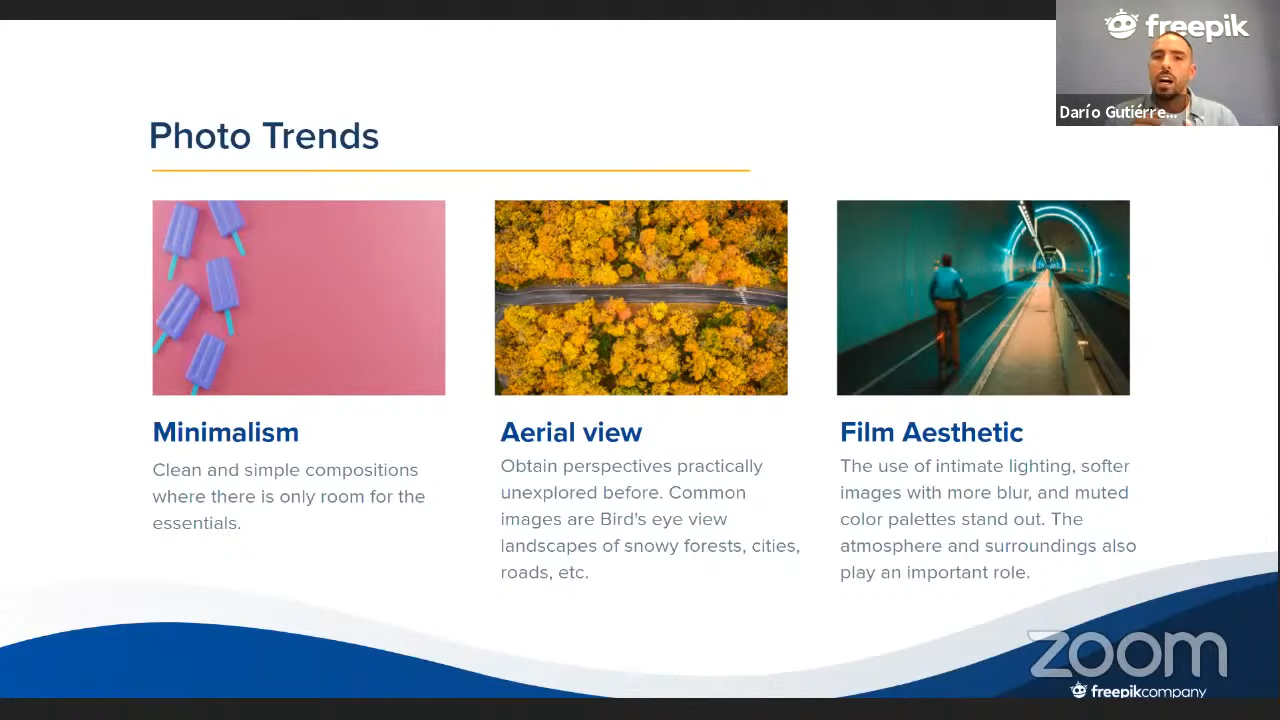 freepik
Darío Gutiérre...
Photo Trends
Minimalism
Clean and simple compositions
where there is only room for the
essentials.
Aerial view
Obtain perspectives practically
unexplored before. Common
images are Bird's eye view
landscapes of snowy forests, cities,
roads, etc.
Film Aesthetic
The use of intimate lighting, softer
images with more blur, and muted
color palettes stand out. The
atmosphere and surroundings also
play an important role.
zoom
freepikcompany